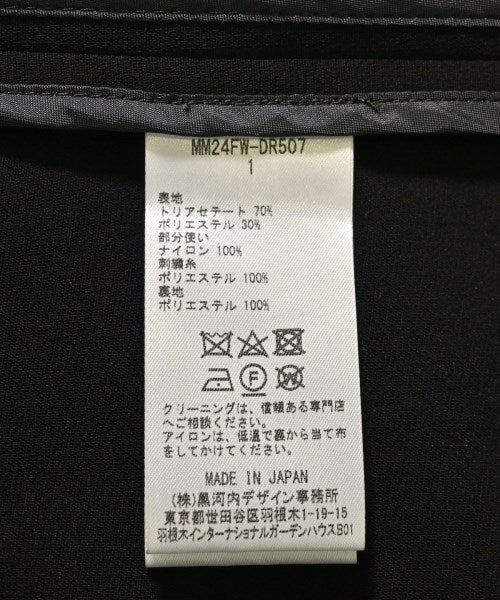 MM24FW-DR507
1
表地
トリアセテート 70%
ポリエステル 30%
部分使い
ナイロン 100%
刺繍糸
ポリエステル 100%
裏地
ポリエステル 100%
F W
クリーニングは、信頼ある専門店
へご相談ください。
アイロンは、低温で裏から当て布
をしてかけてください。
MADE IN JAPAN
(株)黒河内デザイン事務所
東京都世田谷区羽根木1-19-15
羽根木インターナショナルガーデンハウスB01